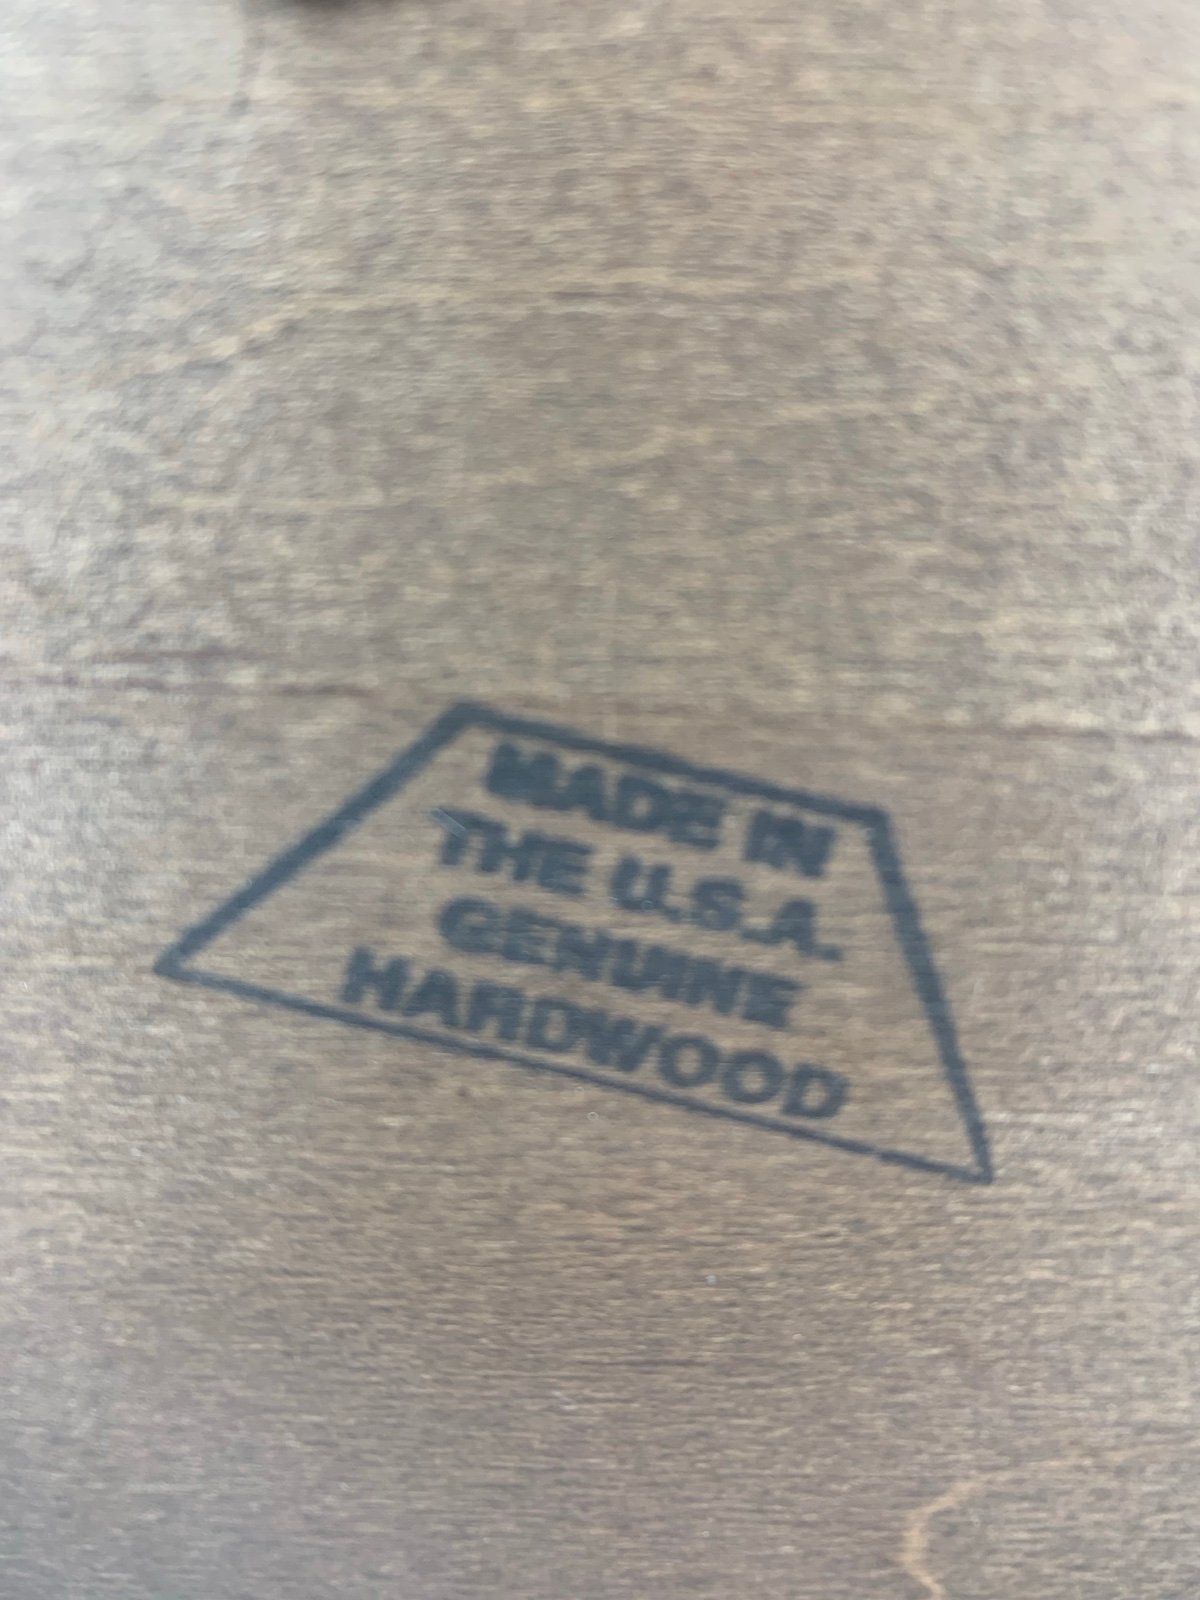 MADE IN
THE U.S.A.
GENUINE
HARDWOOD